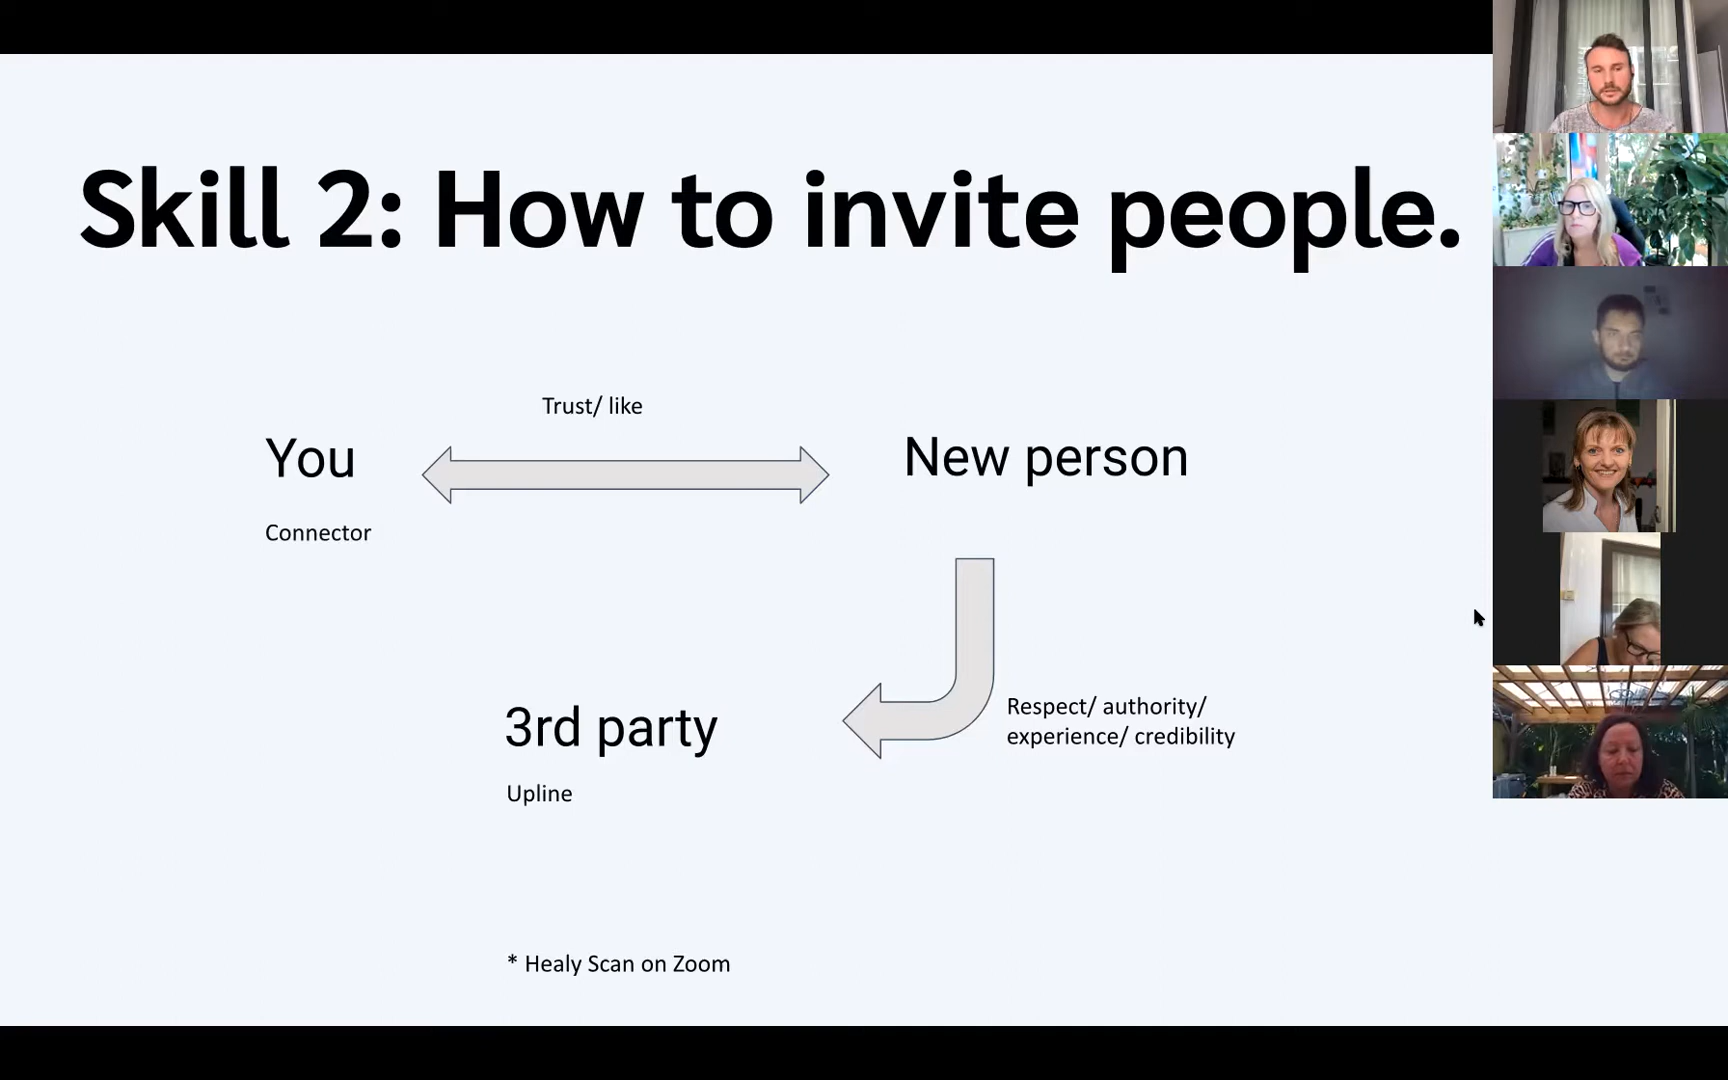 Skill 2: How to invite people.
Trust/ like
You
New person
Connector
Respect/ authority/
experience/ credibility
3rd party
Upline
* Healy Scan on Zoom